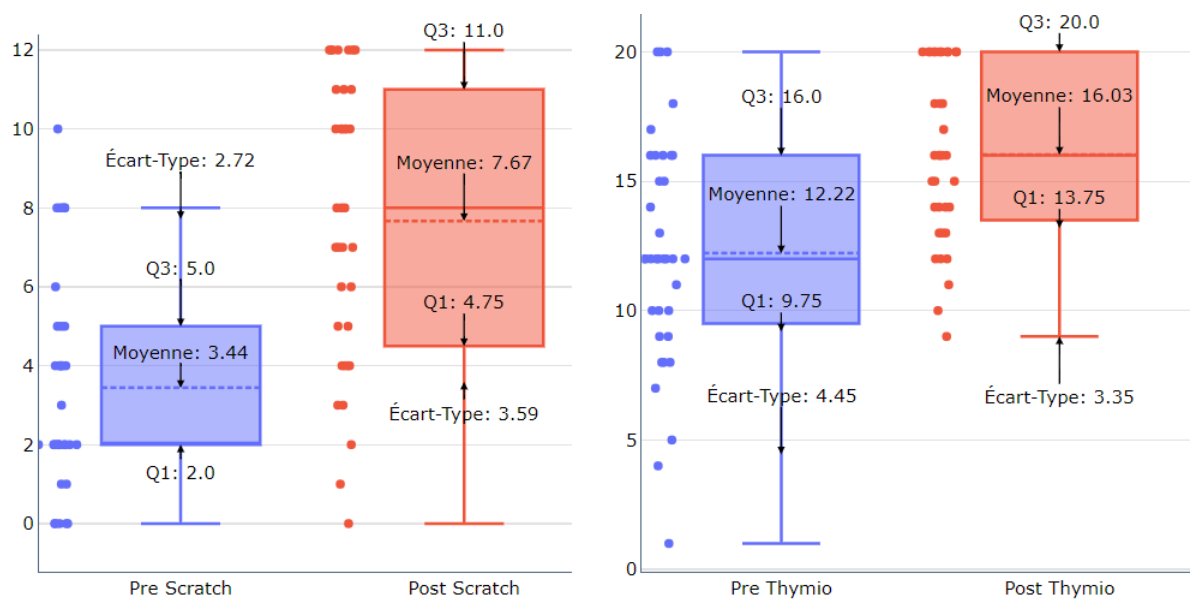 12
10
8
6
4
2
0
Écart-Type: 2.72
Q3: 5.0
Moyenne: 3.44
Q1: 2.0
Pre Scratch
Q3: 11.0
Moyenne: 7.67
Q1: 4.75
Écart-Type: 3.59
Post Scratch
20
15
10
5
0
Q3: 16.0
Moyenne: 12.22
Q1: 9.75
Écart-Type: 4.45
Pre Thymio
Q3: 20.0
Moyenne: 16.03
Q1: 13.75
Écart-Type: 3.35
Post Thymio